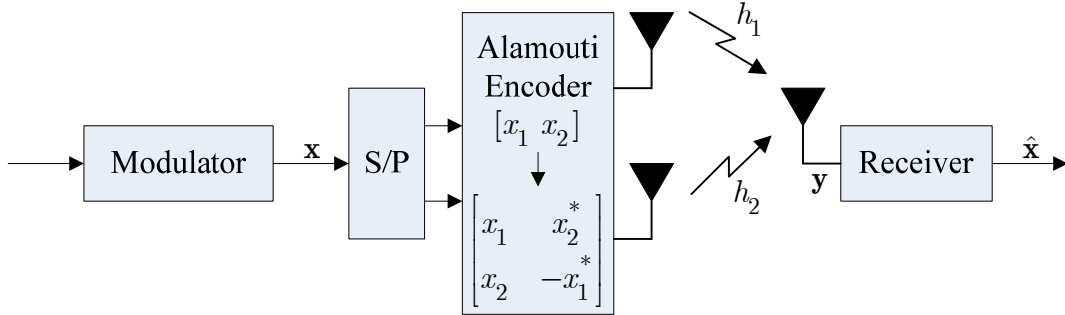 Modulator
x
S/P
Alamouti
Encoder
[x₁ x₂]
[x₁ x₂*
x₂ −x₁*]
h₁
h₂
y
Receiver
x̂